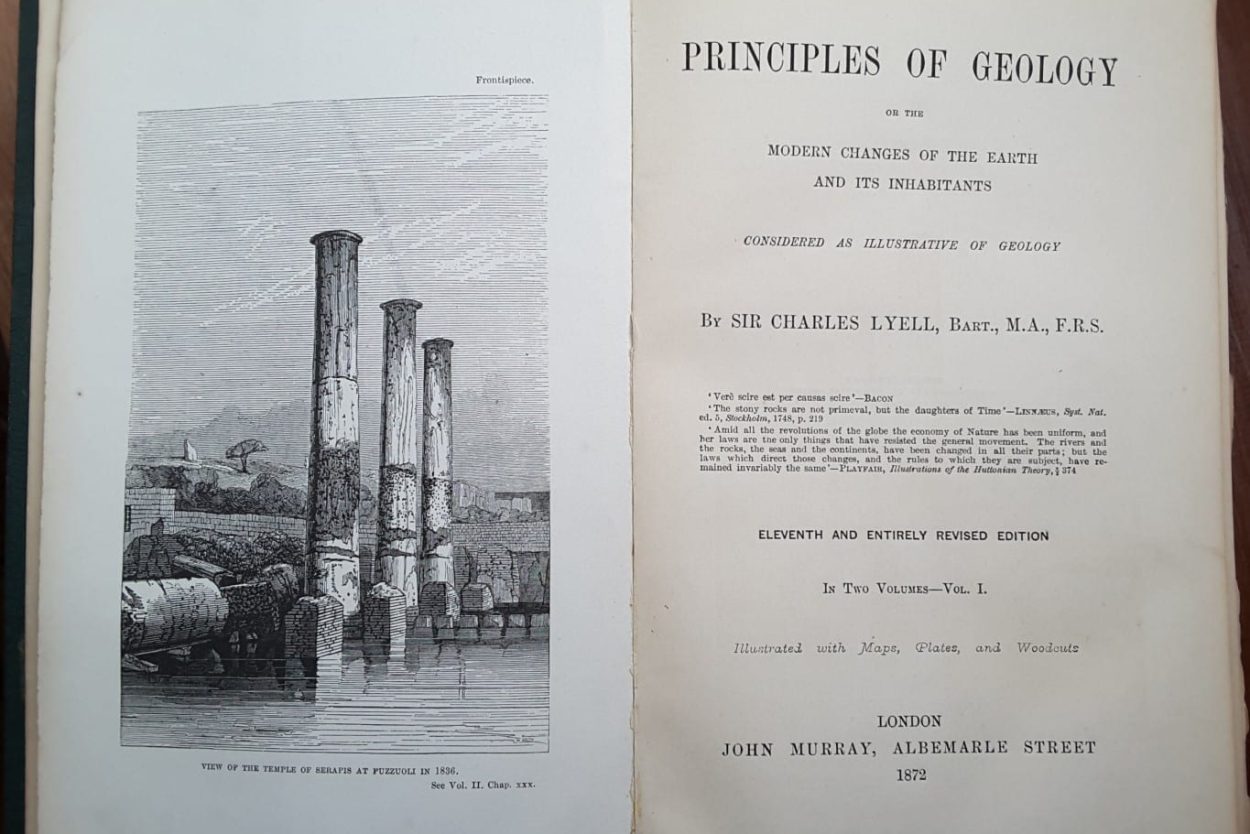 Frontispiece.
VIEW OF THE TEMPLE OF SERAPIS AT PUZZUOLI IN 1836.
See Vol. II. Chap. xxx.
PRINCIPLES OF GEOLOGY
OR THE
MODERN CHANGES OF THE EARTH
AND ITS INHABITANTS
CONSIDERED AS ILLUSTRATIVE OF GEOLOGY
By SIR CHARLES LYELL, Bart., M.A., F.R.S.
‘Verè scire est per causas scire’—BACON
‘The stony rocks are not primeval, but the daughters of Time’—LINNÆUS, Syst. Nat.
ed. 5, Stockholm, 1748, p. 219
‘Amid all the revolutions of the globe the economy of Nature has been uniform, and
her laws are the only things that have resisted the general movement. The rivers and
the rocks, the seas and the continents, have been changed in all their parts; but the
laws which direct those changes, and the rules to which they are subject, have re-
mained invariably the same’—PLAYFAIR, Illustrations of the Huttonian Theory, § 374
ELEVENTH AND ENTIRELY REVISED EDITION
In Two Volumes—Vol. I.
Illustrated with Maps, Plates, and Woodcuts
LONDON
JOHN MURRAY, ALBEMARLE STREET
1872